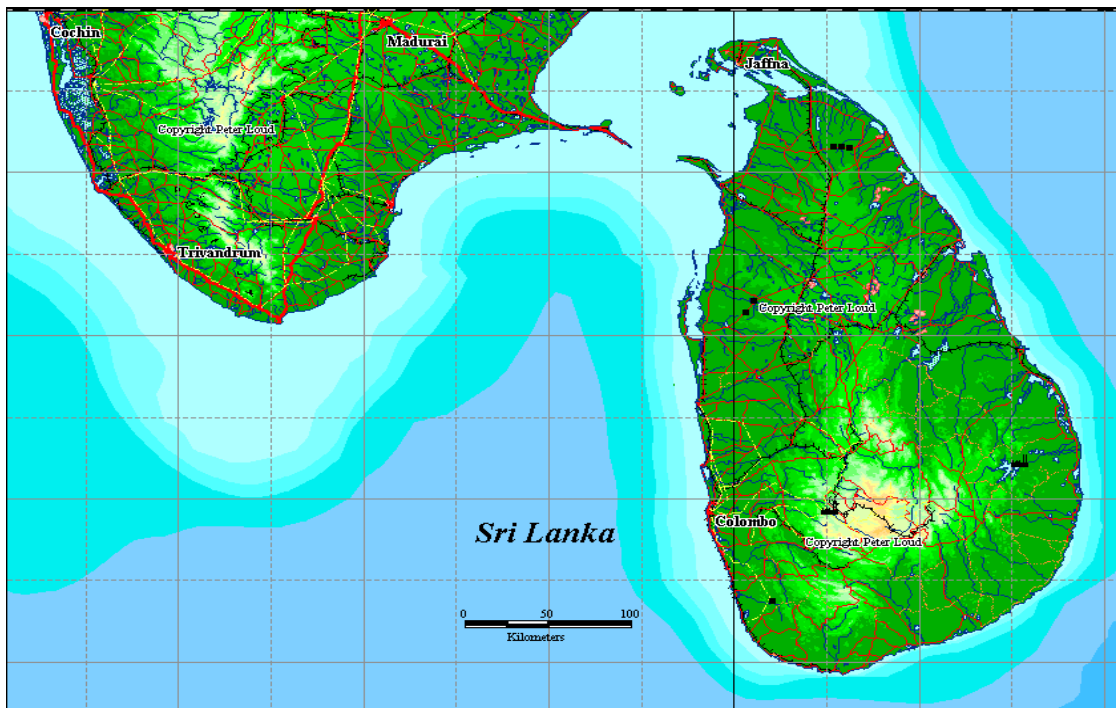 Cochin
Madurai
Jaffna
Copyright Peter Loud
Trivandrum
Copyright Peter Loud
Colombo
Sri Lanka
Copyright Peter Loud
0 50 100
Kilometers